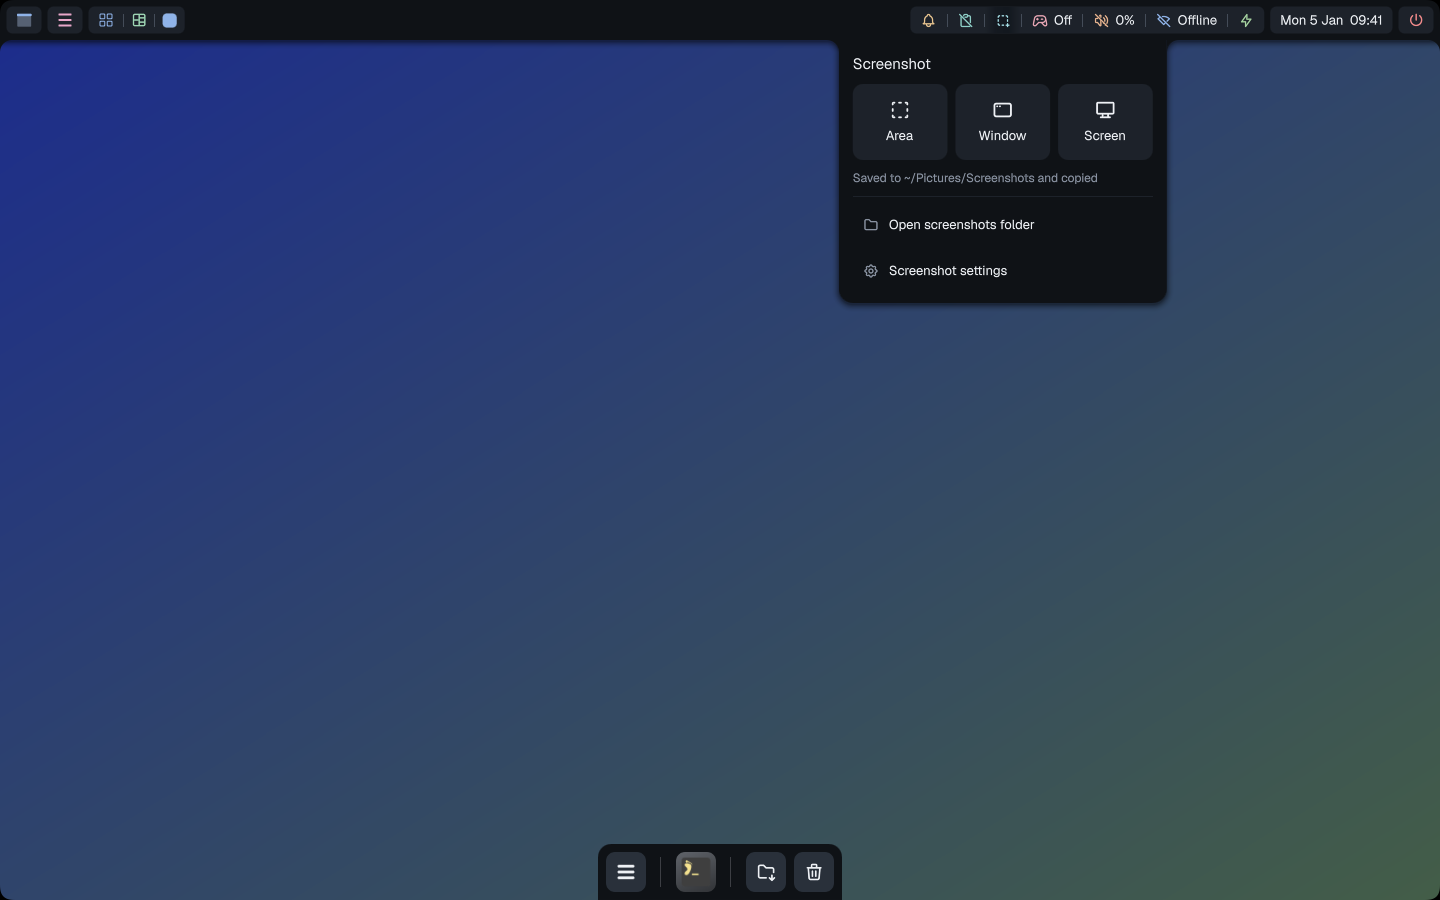 Off
0%
Offline
Mon 5 Jan 09:41
Screenshot
Area
Window
Screen
Saved to ~/Pictures/Screenshots and copied
Open screenshots folder
Screenshot settings